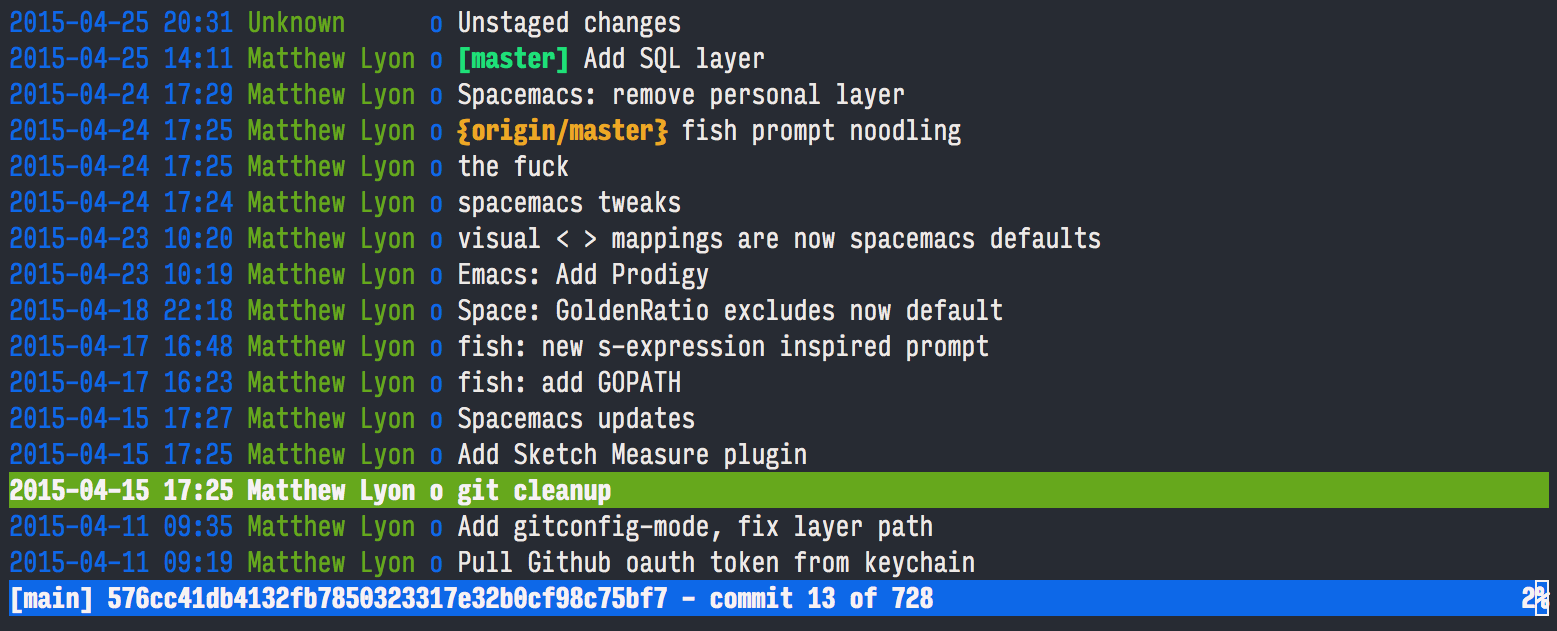 2015-04-25 20:31 Unknown      o Unstaged changes
2015-04-25 14:11 Matthew Lyon o [master] Add SQL layer
2015-04-24 17:29 Matthew Lyon o Spacemacs: remove personal layer
2015-04-24 17:25 Matthew Lyon o {origin/master} fish prompt noodling
2015-04-24 17:25 Matthew Lyon o the fuck
2015-04-24 17:24 Matthew Lyon o spacemacs tweaks
2015-04-23 10:20 Matthew Lyon o visual < > mappings are now spacemacs defaults
2015-04-23 10:19 Matthew Lyon o Emacs: Add Prodigy
2015-04-18 22:18 Matthew Lyon o Space: GoldenRatio excludes now default
2015-04-17 16:48 Matthew Lyon o fish: new s-expression inspired prompt
2015-04-17 16:23 Matthew Lyon o fish: add GOPATH
2015-04-15 17:27 Matthew Lyon o Spacemacs updates
2015-04-15 17:25 Matthew Lyon o Add Sketch Measure plugin
2015-04-15 17:25 Matthew Lyon o git cleanup
2015-04-11 09:35 Matthew Lyon o Add gitconfig-mode, fix layer path
2015-04-11 09:19 Matthew Lyon o Pull Github oauth token from keychain
[main] 576cc41db4132fb7850323317e32b0cf98c75bf7 - commit 13 of 728 2%